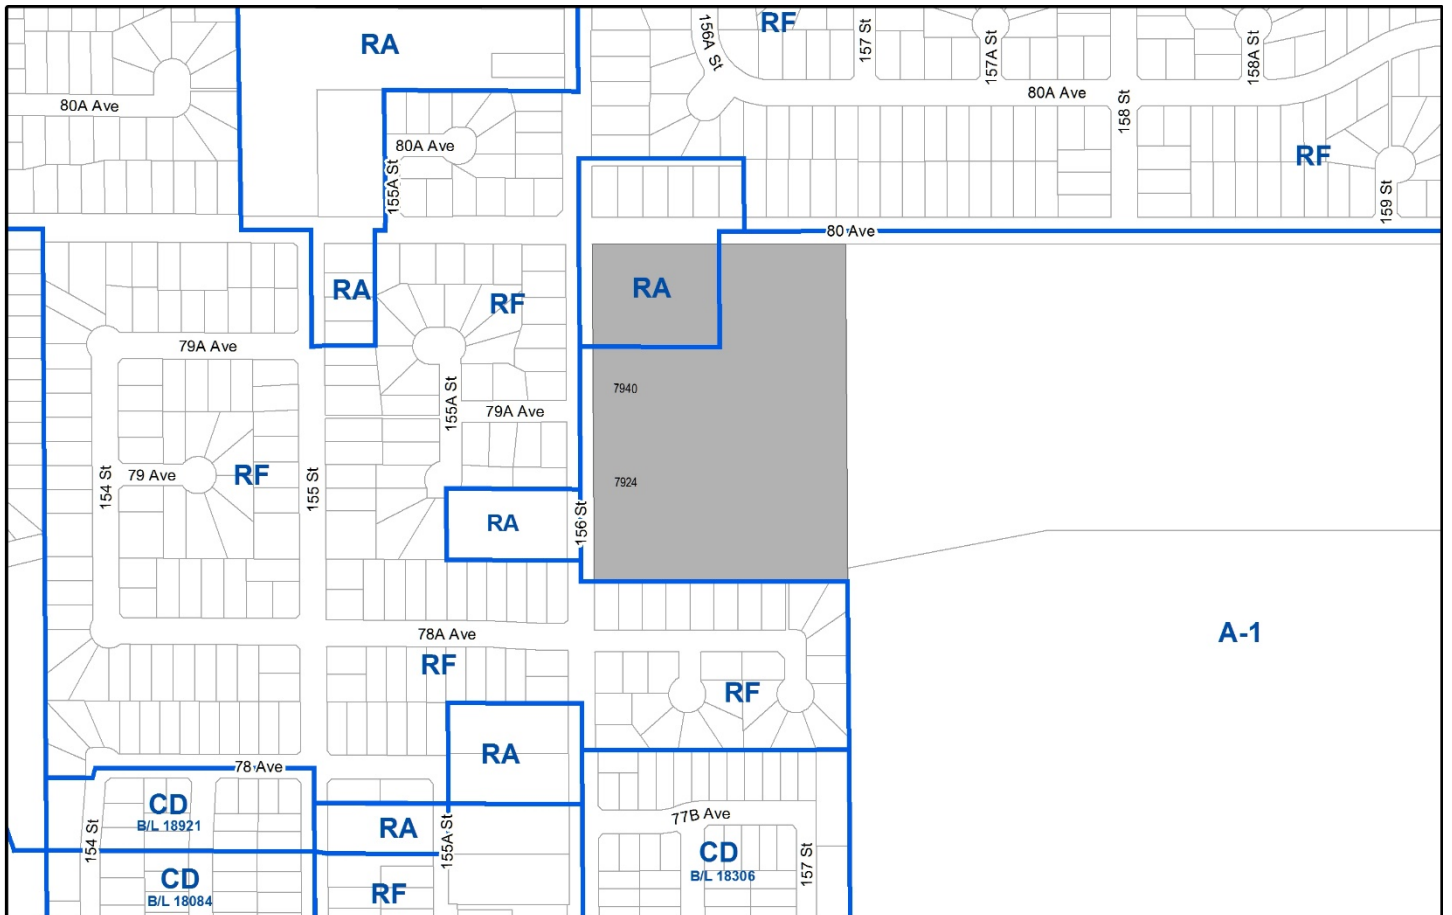 RF
156A St
157 St
157A St
158A St
RA
80A Ave
80A Ave
158 St
80A Ave
RF
155A St
159 St
80 Ave
RA
RA
RF
79A Ave
7940
155A St
79A Ave
RF
79 Ave
154 St
155 St
7924
RA
156 St
78A Ave
A-1
RF
RF
RA
78 Ave
CD
B/L 18921
154 St
RA
155A St
77B Ave
CD
B/L 18306
157 St
CD
B/L 18084
RF